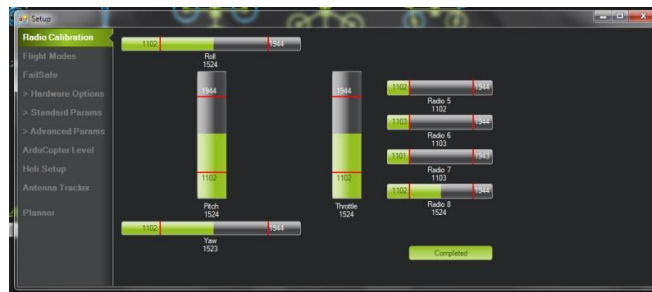 Setup
Radio Calibration
Flight Modes
FailSafe
> Hardware Options
> Standard Params
> Advanced Params
ArduCopter Level
Heli Setup
Antenna Tracker
Planner
1102 1944
Roll
1524
1944
1102
Pitch
1524
1944
1102
Throttle
1524
1102 1944
Yaw
1523
1102 1944
Radio 5
1102
1103 1944
Radio 6
1103
1101 1943
Radio 7
1103
1102 1944
Radio 8
1524
Completed